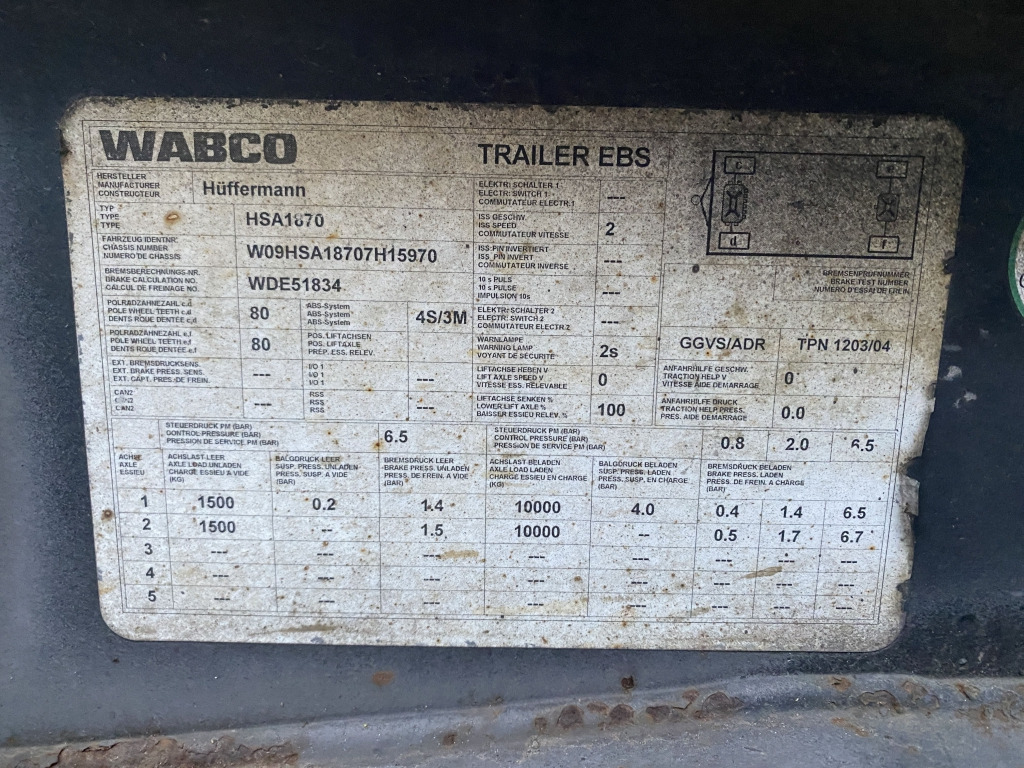 WABCO
TRAILER EBS
HERSTELLER
MANUFACTURER
CONSTRUCTEUR
Hüffermann
TYP
TYPE
TYPE
HSA1870
FAHRZEUG IDENTNR.
CHASSIS NUMBER
NUMERO DE CHASSIS
W09HSA18707H15970
BREMSBERECHNUNGS-NR.
BRAKE CALCULATION NO.
CALCUL DE FREINAGE NO.
WDE51834
POLRADZAHNEZAHL c,d
POLE WHEEL TEETH c,d
DENTS ROUE DENTÉE c,d
80
ABS-System
ABS-System
ABS-System
4S/3M
POLRADZAHNEZAHL e,f
POLE WHEEL TEETH e,f
DENTS ROUE DENTÉE e,f
80
POS. LIFTACHSEN
POS. LIFTAXLE
PREP. ESS. RELEV.
EXT. BREMSDRUCKSENS.
EXT. BRAKE PRESS. SENS.
EXT. CAPT. PRES. DE FREIN.
---
I/O 1
I/O 1
I/O 1
---
CAN2
CAN2
CAN2
---
RSS
RSS
RSS
---
ELEKTR: SCHALTER 1
ELECTR: SWITCH 1
COMMUTATEUR ELECTR.1
---
ISS GESCHW.
ISS SPEED
COMMUTATEUR VITESSE
2
ISS PIN INVERTIERT
ISS_PIN INVERT
COMMUTATEUR INVERSÉ
---
10 s PULS
10 s PULSE
IMPULSION 10s
---
ELEKTR: SCHALTER 2
ELECTR: SWITCH 2
COMMUTATEUR ELECTR.2
---
WARNLAMPE
WARNING LAMP
VOYANT DE SÉCURITÉ
2s
LIFTACHSE HEBEN V
LIFT AXLE SPEED V
VITESSE ESS. RELEVABLE
0
LIFTACHSE SENKEN %
LOWER LIFT AXLE %
BAISSER ESSIEU RELEV. %
100
c
e
d
f
BREMSENPRÜFNUMMER
BRAKE TEST NUMBER
NUMERO D'ESSAI DE FREIN
GGVS/ADR
TPN 1203/04
ANFAHRHILFE GESCHW.
TRACTION HELP V
VITESSE AIDE DEMARRAGE
0
ANFAHRHILFE DRUCK
TRACTION HELP PRESS.
PRES. AIDE DEMARRAGE
0.0
STEUERDRUCK PM (BAR)
CONTROL PRESSURE (BAR)
PRESSION DE SERVICE PM (BAR)
6.5
STEUERDRUCK PM (BAR)
CONTROL PRESSURE (BAR)
PRESSION DE SERVICE PM (BAR)
0.8 2.0 6.5
ACHSE
AXLE
ESSIEU
ACHSLAST LEER
AXLE LOAD UNLADEN
CHARGE ESSIEU A VIDE
(KG)
BALGDRUCK LEER
SUSP. PRESS. UNLADEN
PRESS. SUSP. A VIDE
(BAR)
BREMSDRUCK LEER
BRAKE PRESS. UNLADEN
PRESS. DE FREIN. A VIDE
(BAR)
ACHSLAST BELADEN
AXLE LOAD LADEN
CHARGE ESSIEU EN CHARGE
(KG)
BALGDRUCK BELADEN
SUSP. PRESS. LADEN
PRESS. SUSP. EN CHARGE
(BAR)
BREMSDRUCK BELADEN
BRAKE PRESS. LADEN
PRESS. DE FREIN. A CHARGE
(BAR)
1 1500 0.2 1.4 10000 4.0 0.4 1.4 6.5
2 1500 -- 1.5 10000 -- 0.5 1.7 6.7
3 --- --- --- --- --- --- --- ---
4 --- --- --- --- --- --- --- ---
5 --- --- --- --- --- --- --- ---